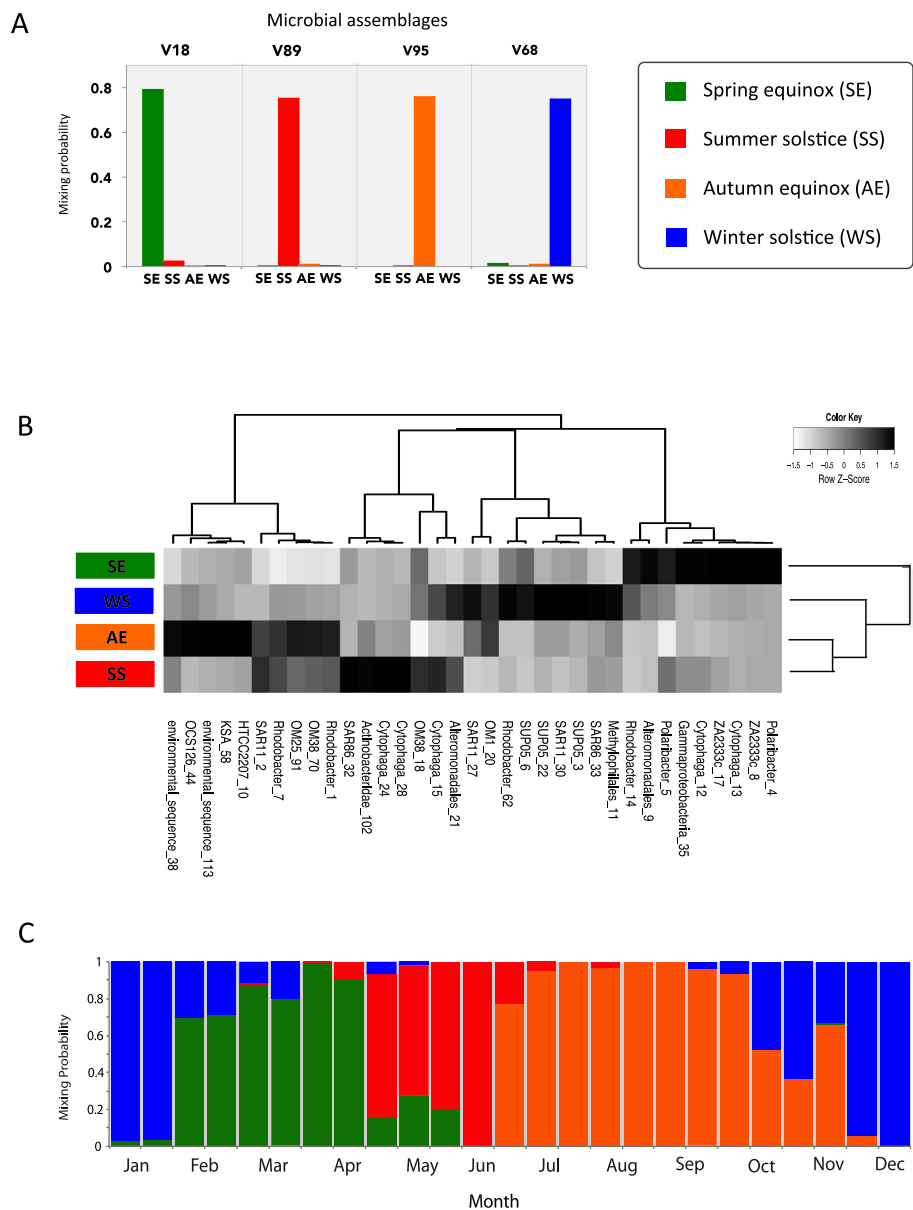 A
Microbial assemblages
V18 V89 V95 V68
Mixing probability
0.8
0.6
0.4
0.2
0
SE SS AE WS SE SS AE WS SE SS AE WS SE SS AE WS
Spring equinox (SE)
Summer solstice (SS)
Autumn equinox (AE)
Winter solstice (WS)
B
Color Key
-1.5 -1 -0.5 0 0.5 1 1.5
Row Z-Score
SE
WS
AE
SS
environmental_sequence_38
OCS126_44
environmental_sequence_113
KSA_58
HTCC2207_10
SAR11_2
Rhodobacter_7
OM25_91
OM38_70
Rhodobacter_1
SAR86_32
Actinobacteridae_102
Cytophaga_24
Cytophaga_28
OM38_18
Cytophaga_15
Alteromonadales_21
SAR11_27
OM1_20
Rhodobacter_62
SUP05_6
SUP05_22
SAR11_30
SUP05_3
SAR86_33
Methylophilales_11
Rhodobacter_14
Alteromonadales_9
Polaribacter_5
Gammaproteobacteria_35
Cytophaga_12
ZA2333c_17
Cytophaga_13
ZA2333c_8
Polaribacter_4
C
Mixing Probability
1
0.8
0.6
0.4
0.2
0
Jan Feb Mar Apr May Jun Jul Aug Sep Oct Nov Dec
Month